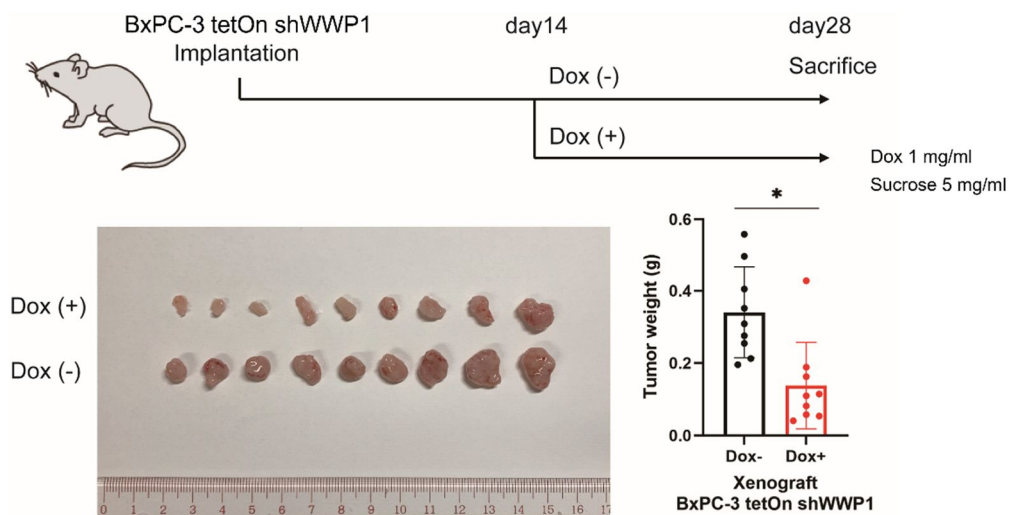 BxPC-3 tetOn shWWP1
Implantation
day14
day28
Sacrifice
Dox (-)
Dox (+)
Dox 1 mg/ml
Sucrose 5 mg/ml
Dox (+)
Dox (-)
0 1 2 3 4 5 6 7 8 9 10 11 12 13 14 15 16 17
*
Tumor weight (g)
0.6
0.4
0.2
0.0
Dox- Dox+
Xenograft
BxPC-3 tetOn shWWP1